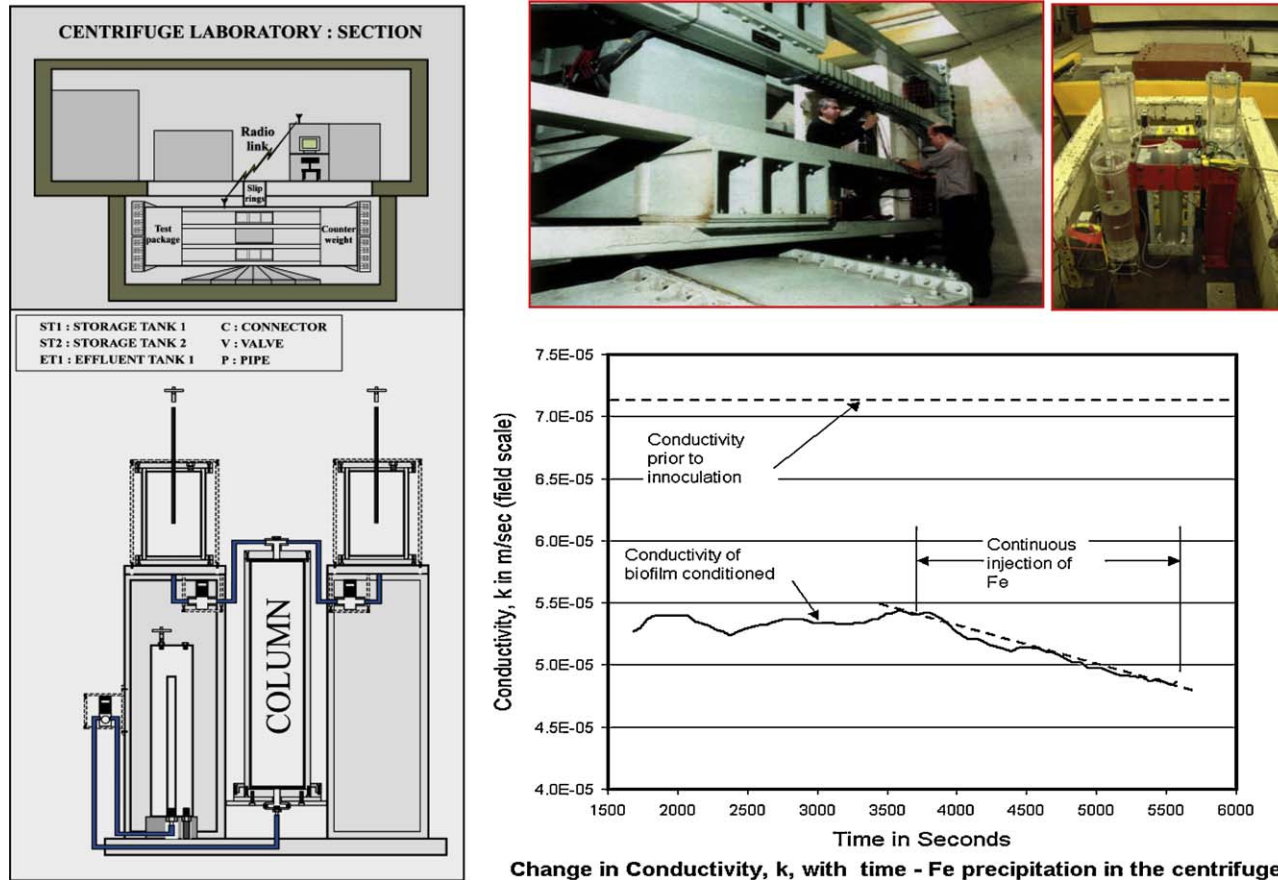 CENTRIFUGE LABORATORY : SECTION
Radio
link
Slip
rings
Test
package
Counter
weight
ST1 : STORAGE TANK 1
C : CONNECTOR
ST2 : STORAGE TANK 2
V : VALVE
ET1 : EFFLUENT TANK 1
P : PIPE
COLUMN
Conductivity, k in m/sec (field scale)
7.5E-05
7.0E-05
6.5E-05
6.0E-05
5.5E-05
5.0E-05
4.5E-05
4.0E-05
Conductivity
prior to
innoculation
Conductivity of
biofilm conditioned
Continuous
injection of
Fe
1500 2000 2500 3000 3500 4000 4500 5000 5500 6000
Time in Seconds
Change in Conductivity, k, with time - Fe precipitation in the centrifuge